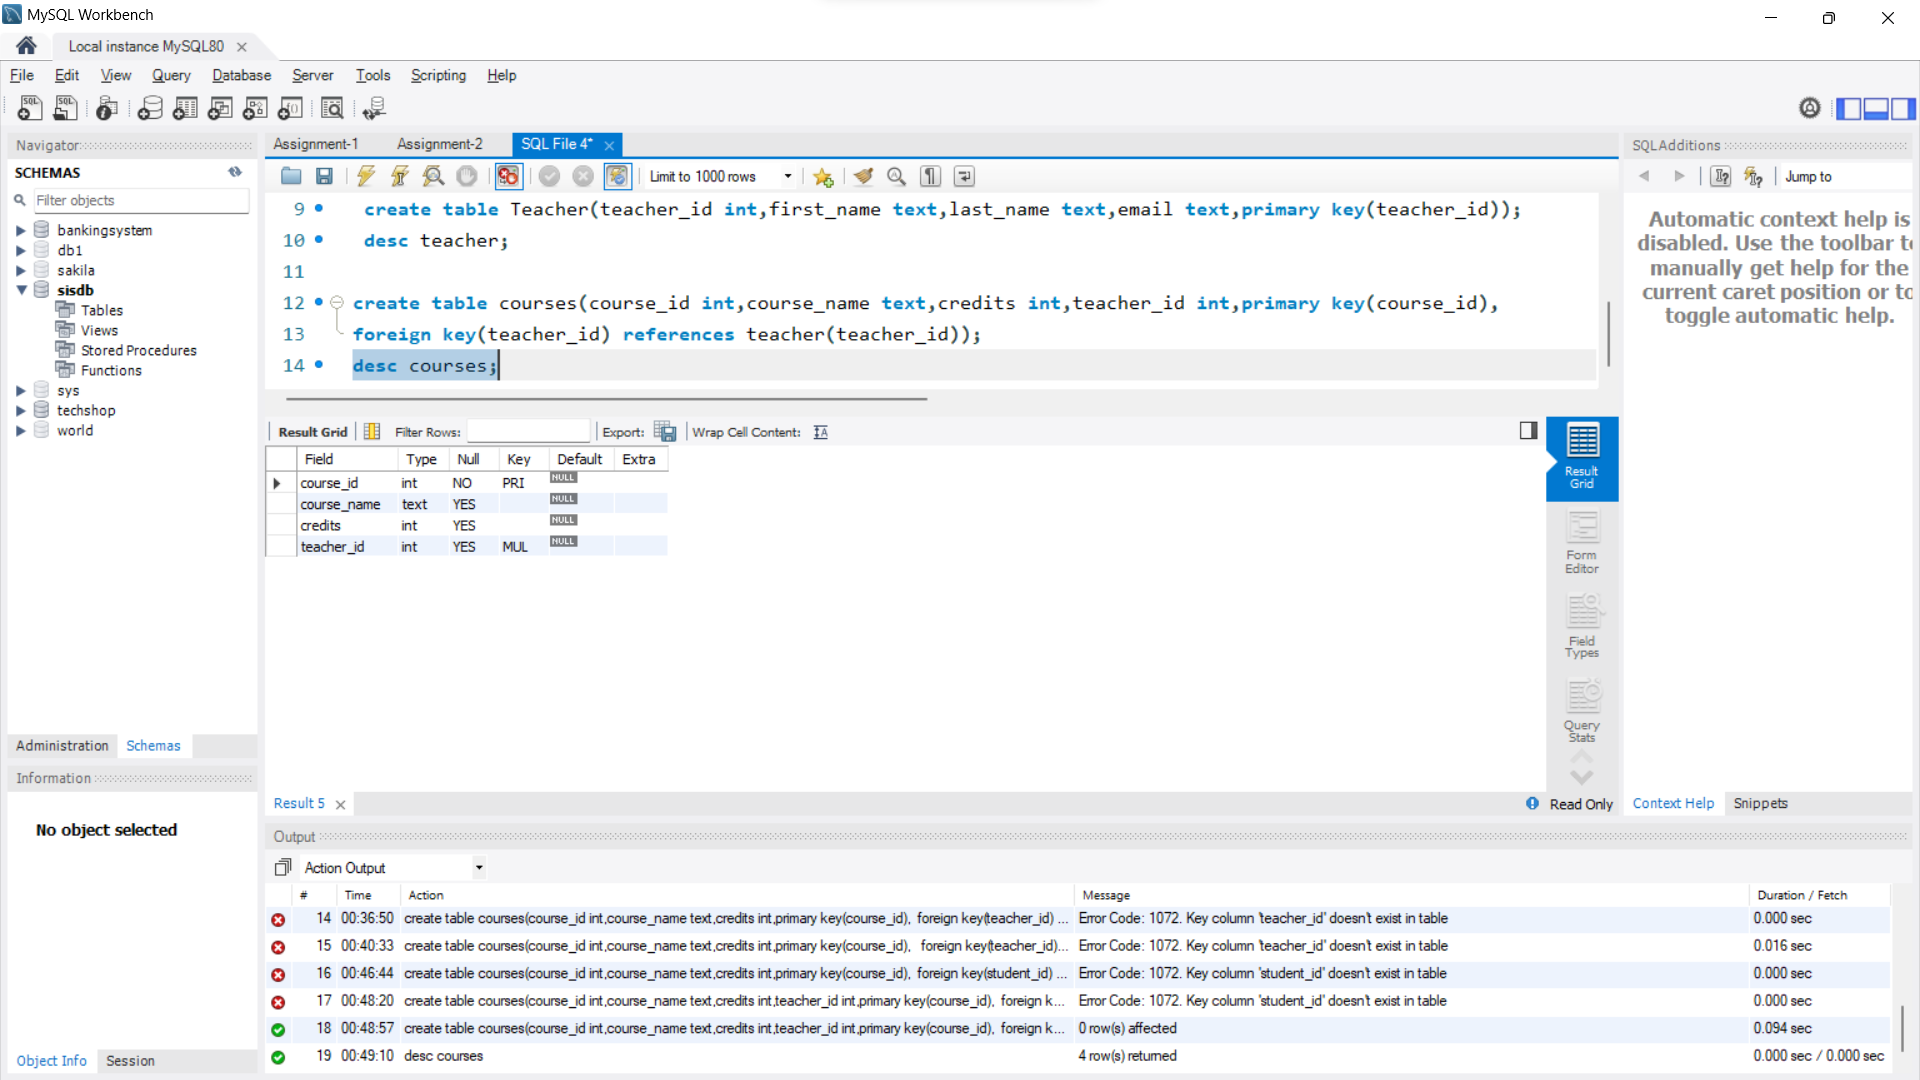 MySQL Workbench
Local instance MySQL80
File Edit View Query Database Server Tools Scripting Help
Navigator
SCHEMAS
Filter objects
bankingsystem
db1
sakila
sisdb
Tables
Views
Stored Procedures
Functions
sys
techshop
world
Administration Schemas
Information
No object selected
Object Info Session
Assignment-1 Assignment-2 SQL File 4*
Limit to 1000 rows
9 create table Teacher(teacher_id int,first_name text,last_name text,email text,primary key(teacher_id));
10 desc teacher;
11
12 create table courses(course_id int,course_name text,credits int,teacher_id int,primary key(course_id),
13 foreign key(teacher_id) references teacher(teacher_id));
14 desc courses;
Result Grid Filter Rows: Export: Wrap Cell Content:
Field Type Null Key Default Extra
course_id int NO PRI NULL
course_name text YES NULL
credits int YES NULL
teacher_id int YES MUL NULL
Result Grid
Form Editor
Field Types
Query Stats
Result 5
Read Only
SQLAdditions
Jump to
Automatic context help is
disabled. Use the toolbar to
manually get help for the
current caret position or to
toggle automatic help.
Context Help Snippets
Output
Action Output
# Time Action Message Duration / Fetch
14 00:36:50 create table courses(course_id int,course_name text,credits int,primary key(course_id), foreign key(teacher_id) ... Error Code: 1072. Key column 'teacher_id' doesn't exist in table 0.000 sec
15 00:40:33 create table courses(course_id int,course_name text,credits int,primary key(course_id), foreign key(teacher_id)... Error Code: 1072. Key column 'teacher_id' doesn't exist in table 0.016 sec
16 00:46:44 create table courses(course_id int,course_name text,credits int,primary key(course_id), foreign key(student_id) ... Error Code: 1072. Key column 'student_id' doesn't exist in table 0.000 sec
17 00:48:20 create table courses(course_id int,course_name text,credits int,teacher_id int,primary key(course_id), foreign k... Error Code: 1072. Key column 'student_id' doesn't exist in table 0.000 sec
18 00:48:57 create table courses(course_id int,course_name text,credits int,teacher_id int,primary key(course_id), foreign k... 0 row(s) affected 0.094 sec
19 00:49:10 desc courses 4 row(s) returned 0.000 sec / 0.000 sec